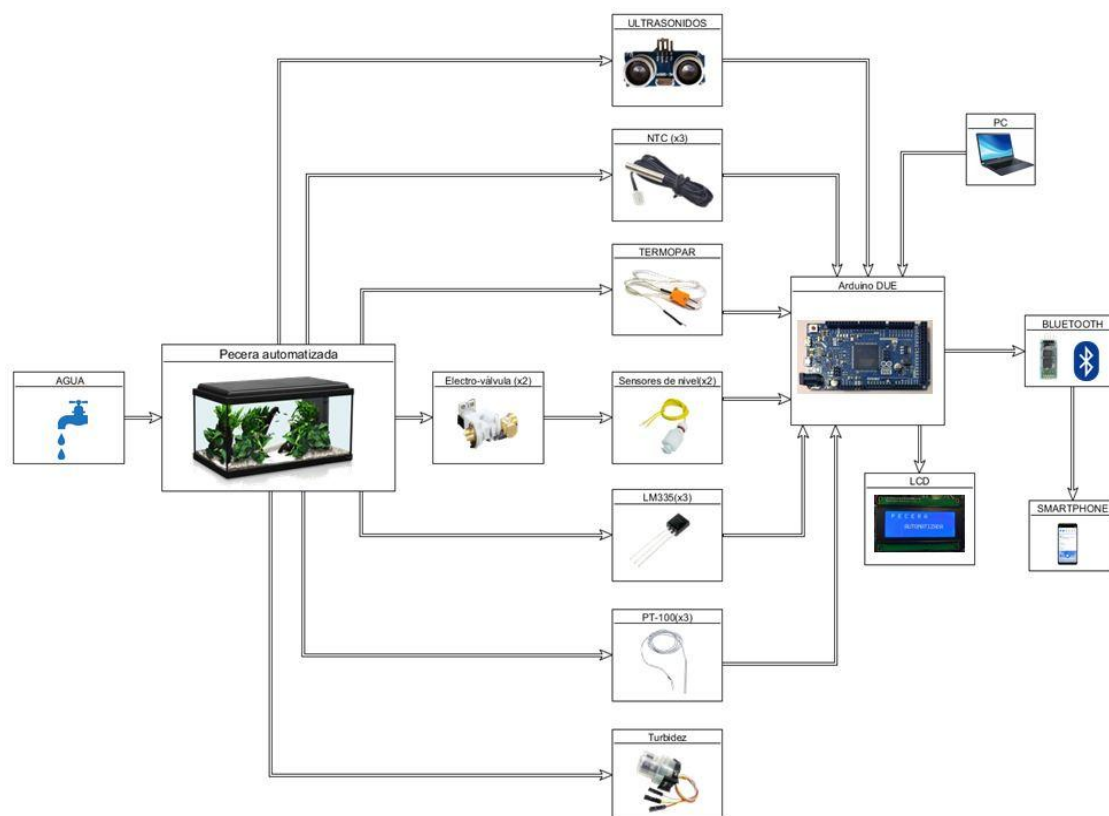 ULTRASONIDOS
NTC (x3)
PC
TERMOPAR
Arduino DUE
BLUETOOTH
Pecera automatizada
AGUA
Electro-válvula (x2)
Sensores de nivel(x2)
LCD
PECERA
AUTOMATIZADA
SMARTPHONE
LM335(x3)
PT-100(x3)
Turbidez